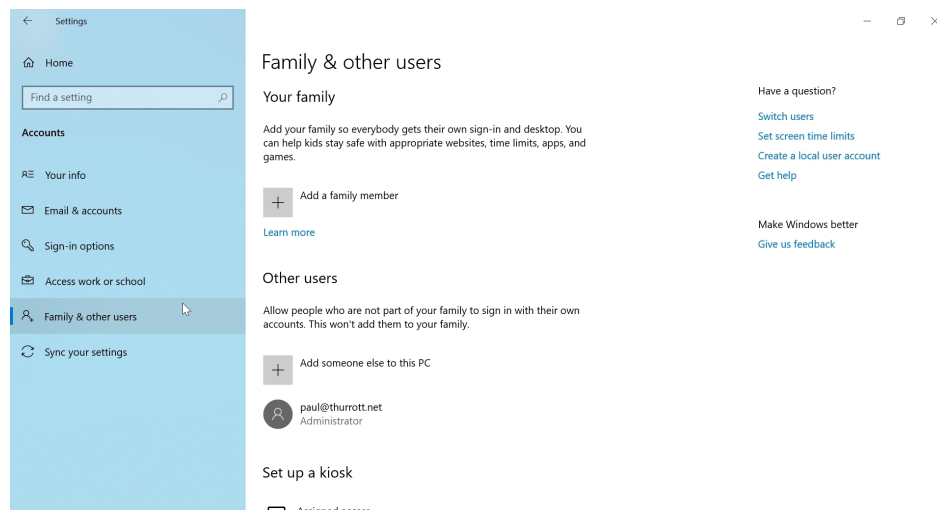 Settings
Home
Find a setting
Accounts
Your info
Email & accounts
Sign-in options
Access work or school
Family & other users
Sync your settings
Family & other users
Your family
Add your family so everybody gets their own sign-in and desktop. You
can help kids stay safe with appropriate websites, time limits, apps, and
games.
Add a family member
Learn more
Other users
Allow people who are not part of your family to sign in with their own
accounts. This won't add them to your family.
Add someone else to this PC
paul@thurrott.net
Administrator
Set up a kiosk
Assigned access
Have a question?
Switch users
Set screen time limits
Create a local user account
Get help
Make Windows better
Give us feedback